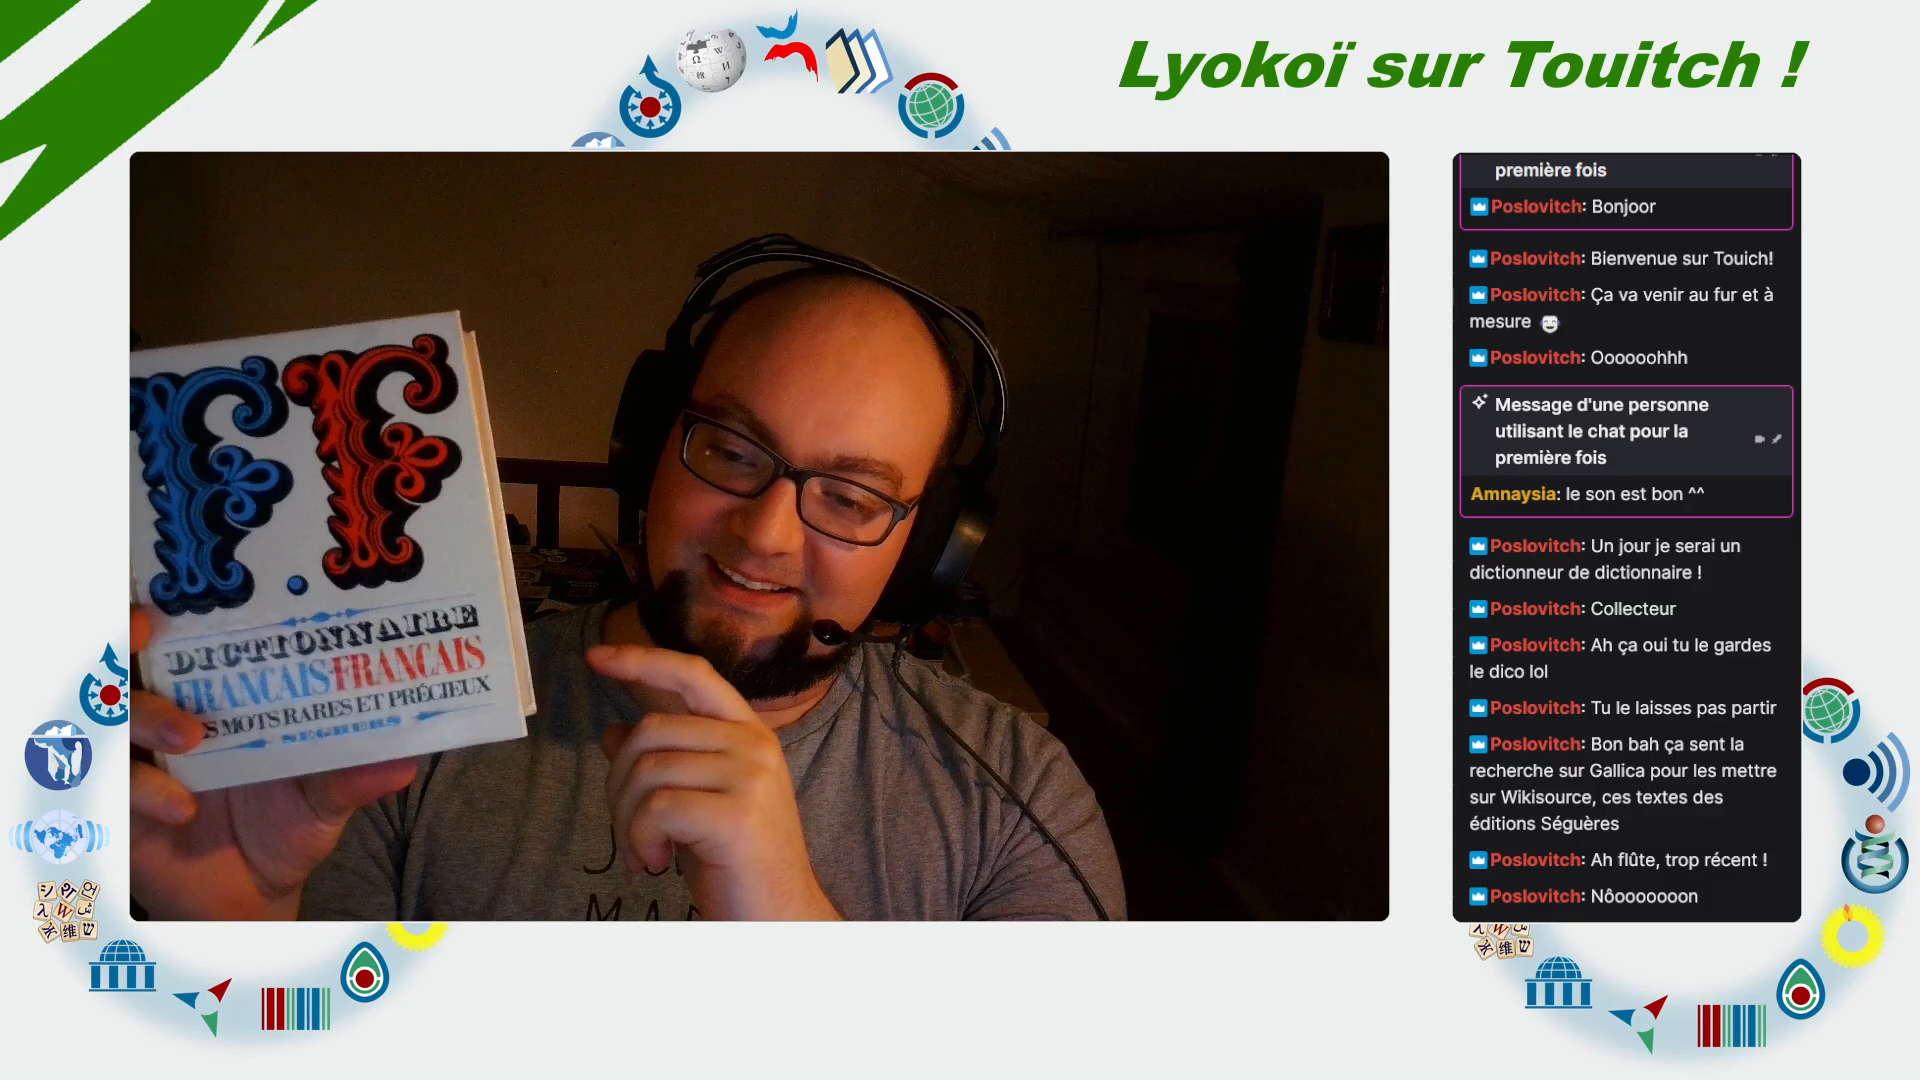 Lyokoï sur Touitch !
F.F
DICTIONNAIRE
FRANÇAIS-FRANÇAIS
MOTS RARES ET PRÉCIEUX
SEGHERS
première fois
Poslovitch: Bonjoor
Poslovitch: Bienvenue sur Touich!
Poslovitch: Ça va venir au fur et à
mesure
Poslovitch: Oooooohhh
Message d'une personne
utilisant le chat pour la
première fois
Amnaysia: le son est bon ^^
Poslovitch: Un jour je serai un
dictionneur de dictionnaire !
Poslovitch: Collecteur
Poslovitch: Ah ça oui tu le gardes
le dico lol
Poslovitch: Tu le laisses pas partir
Poslovitch: Bon bah ça sent la
recherche sur Gallica pour les mettre
sur Wikisource, ces textes des
éditions Séguères
Poslovitch: Ah flûte, trop récent !
Poslovitch: Nôoooooooon